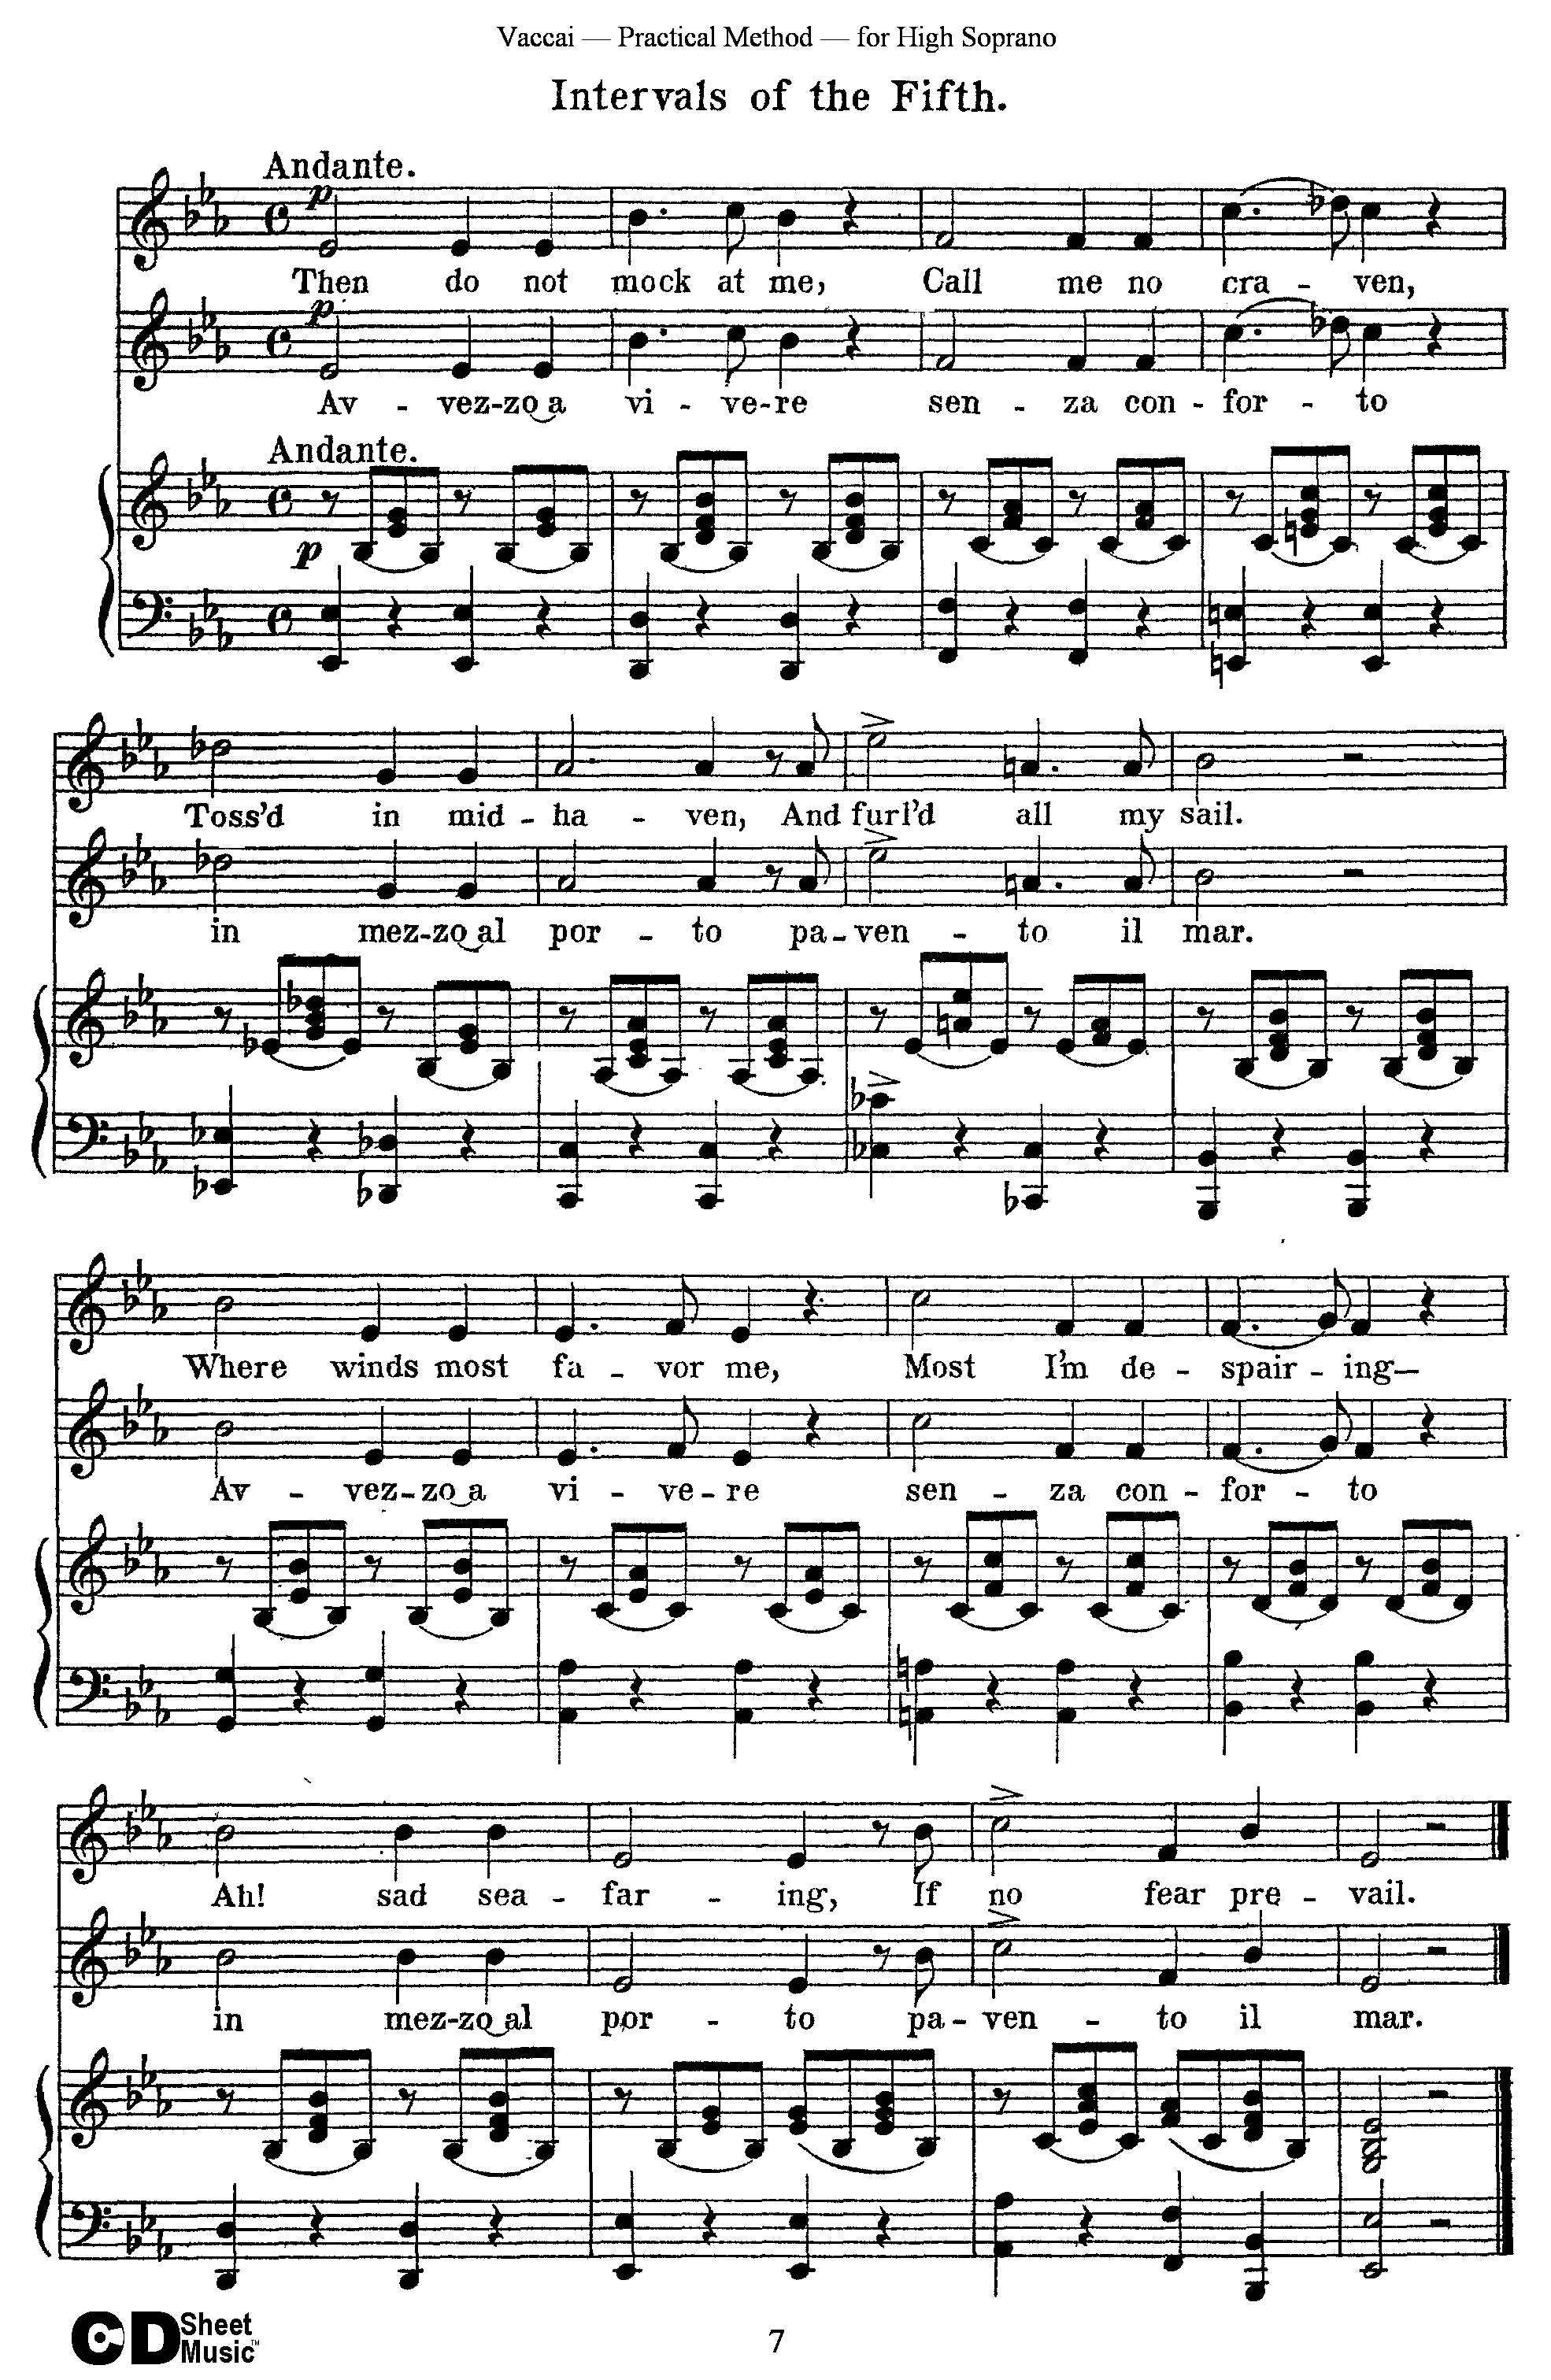 Vaccai — Practical Method — for High Soprano
Intervals of the Fifth.
Andante.
p
Then do not mock at me, Call me no cra - ven,
p
Av - vez-zo a vi - ve-re sen - za con - for - to
Andante.
p
Toss'd in mid - ha - ven, And furl'd all my sail.
in mez-zo al por - to pa - ven - to il mar.
Where winds most fa - vor me, Most I'm de - spair - ing—
Av - vez-zo a vi - ve-re sen - za con - for - to
Ah! sad sea - far - ing, If no fear pre - vail.
in mez-zo al por - to pa - ven - to il mar.
CD Sheet Music™
7